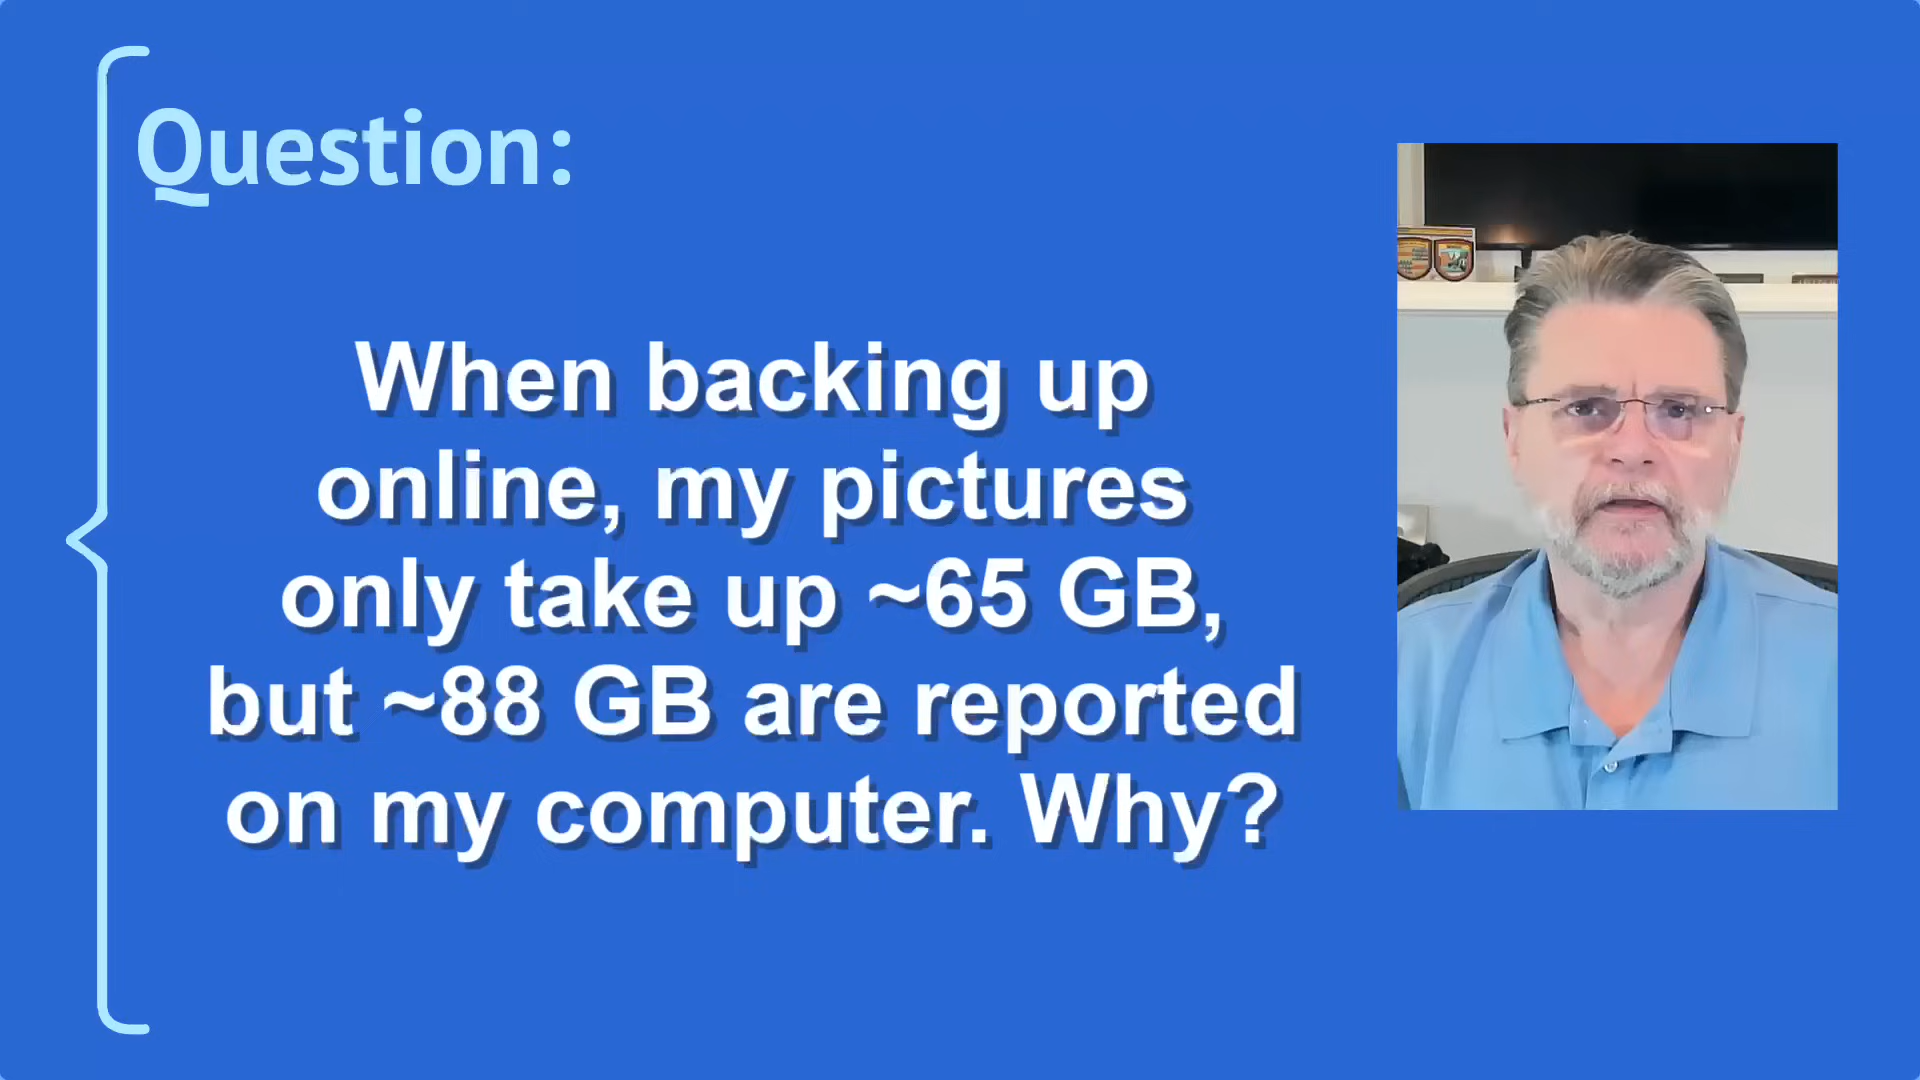 Question:
When backing up
online, my pictures
only take up ~65 GB,
but ~88 GB are reported
on my computer. Why?